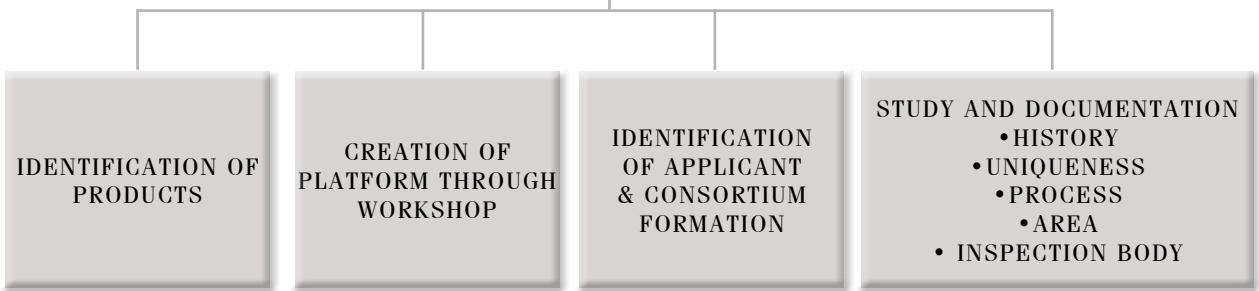 IDENTIFICATION OF
PRODUCTS
CREATION OF
PLATFORM THROUGH
WORKSHOP
IDENTIFICATION
OF APPLICANT
& CONSORTIUM
FORMATION
STUDY AND DOCUMENTATION
•HISTORY
•UNIQUENESS
•PROCESS
•AREA
• INSPECTION BODY